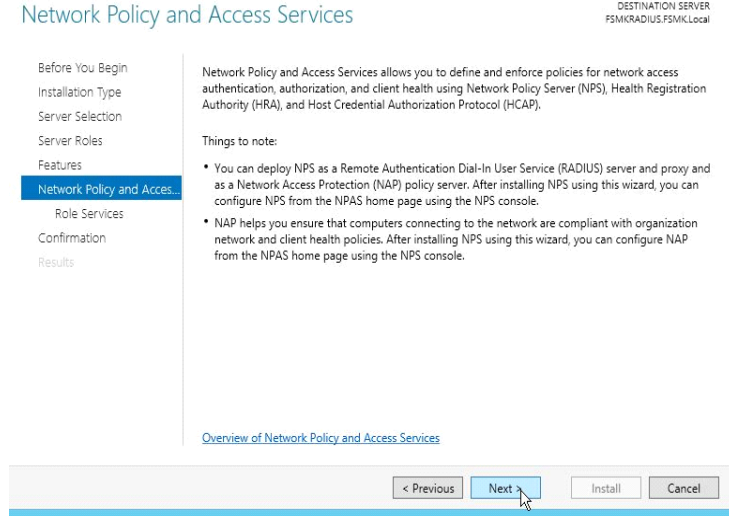 Network Policy and Access Services
DESTINATION SERVER
FSMKRADIUS.FSMK.Local
Before You Begin
Installation Type
Server Selection
Server Roles
Features
Network Policy and Acces...
Role Services
Confirmation
Results
Network Policy and Access Services allows you to define and enforce policies for network access
authentication, authorization, and client health using Network Policy Server (NPS), Health Registration
Authority (HRA), and Host Credential Authorization Protocol (HCAP).
Things to note:
• You can deploy NPS as a Remote Authentication Dial-In User Service (RADIUS) server and proxy and
as a Network Access Protection (NAP) policy server. After installing NPS using this wizard, you can
configure NPS from the NPAS home page using the NPS console.
• NAP helps you ensure that computers connecting to the network are compliant with organization
network and client health policies. After installing NPS using this wizard, you can configure NAP
from the NPAS home page using the NPS console.
Overview of Network Policy and Access Services
< Previous
Next >
Install
Cancel